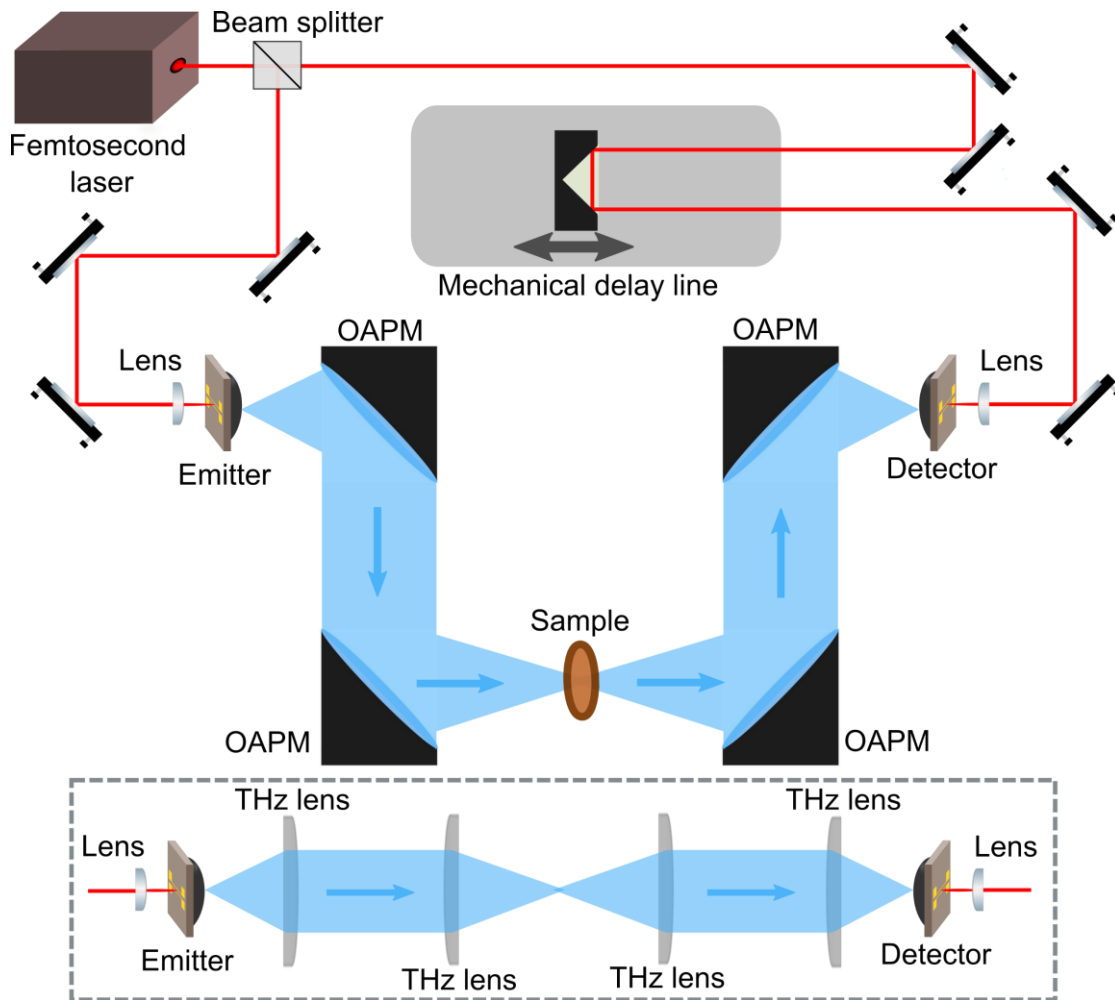 Beam splitter
Femtosecond
laser
Mechanical delay line
OAPM
OAPM
Lens
Lens
Emitter
Detector
Sample
OAPM
OAPM
THz lens
THz lens
Lens
Lens
Emitter
Detector
THz lens
THz lens